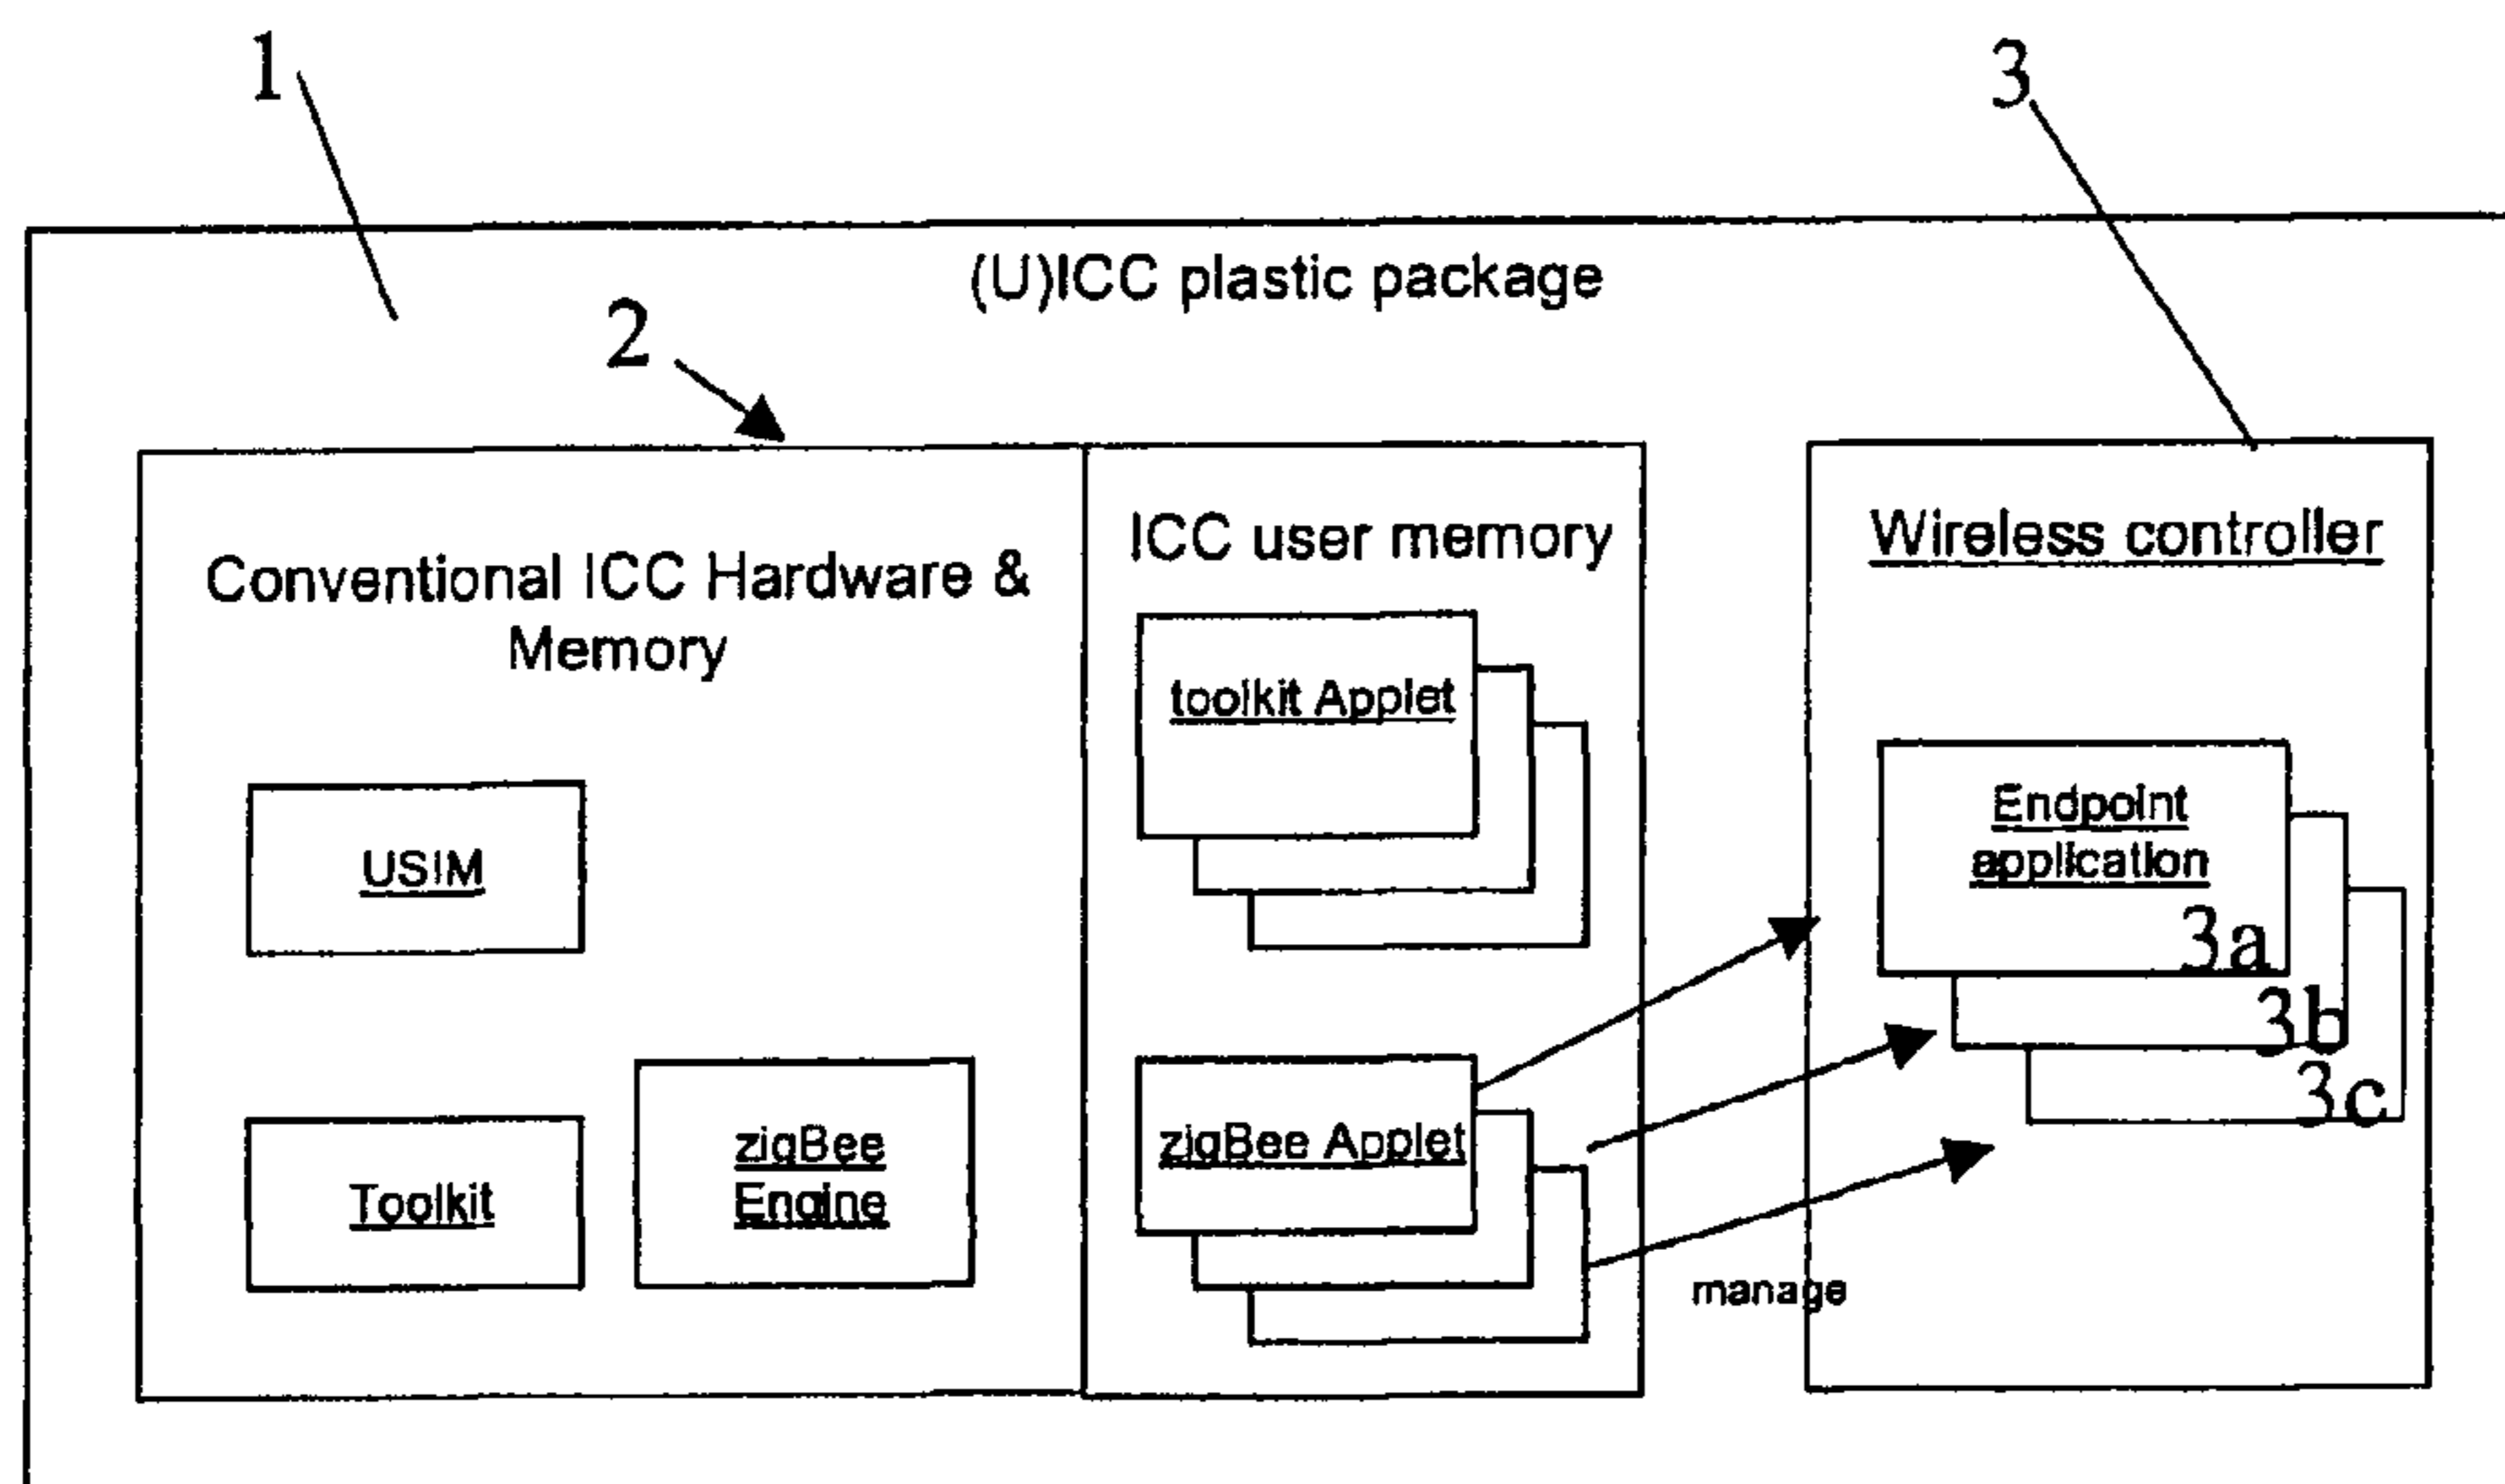 1
3
(U)ICC plastic package
2
Conventional ICC Hardware &
Memory
ICC user memory
Wireless controller
toolkit Applet
USIM
Endpoint
application
3a
3b
3c
zigBee Applet
Toolkit
zigBee
Engine
manage